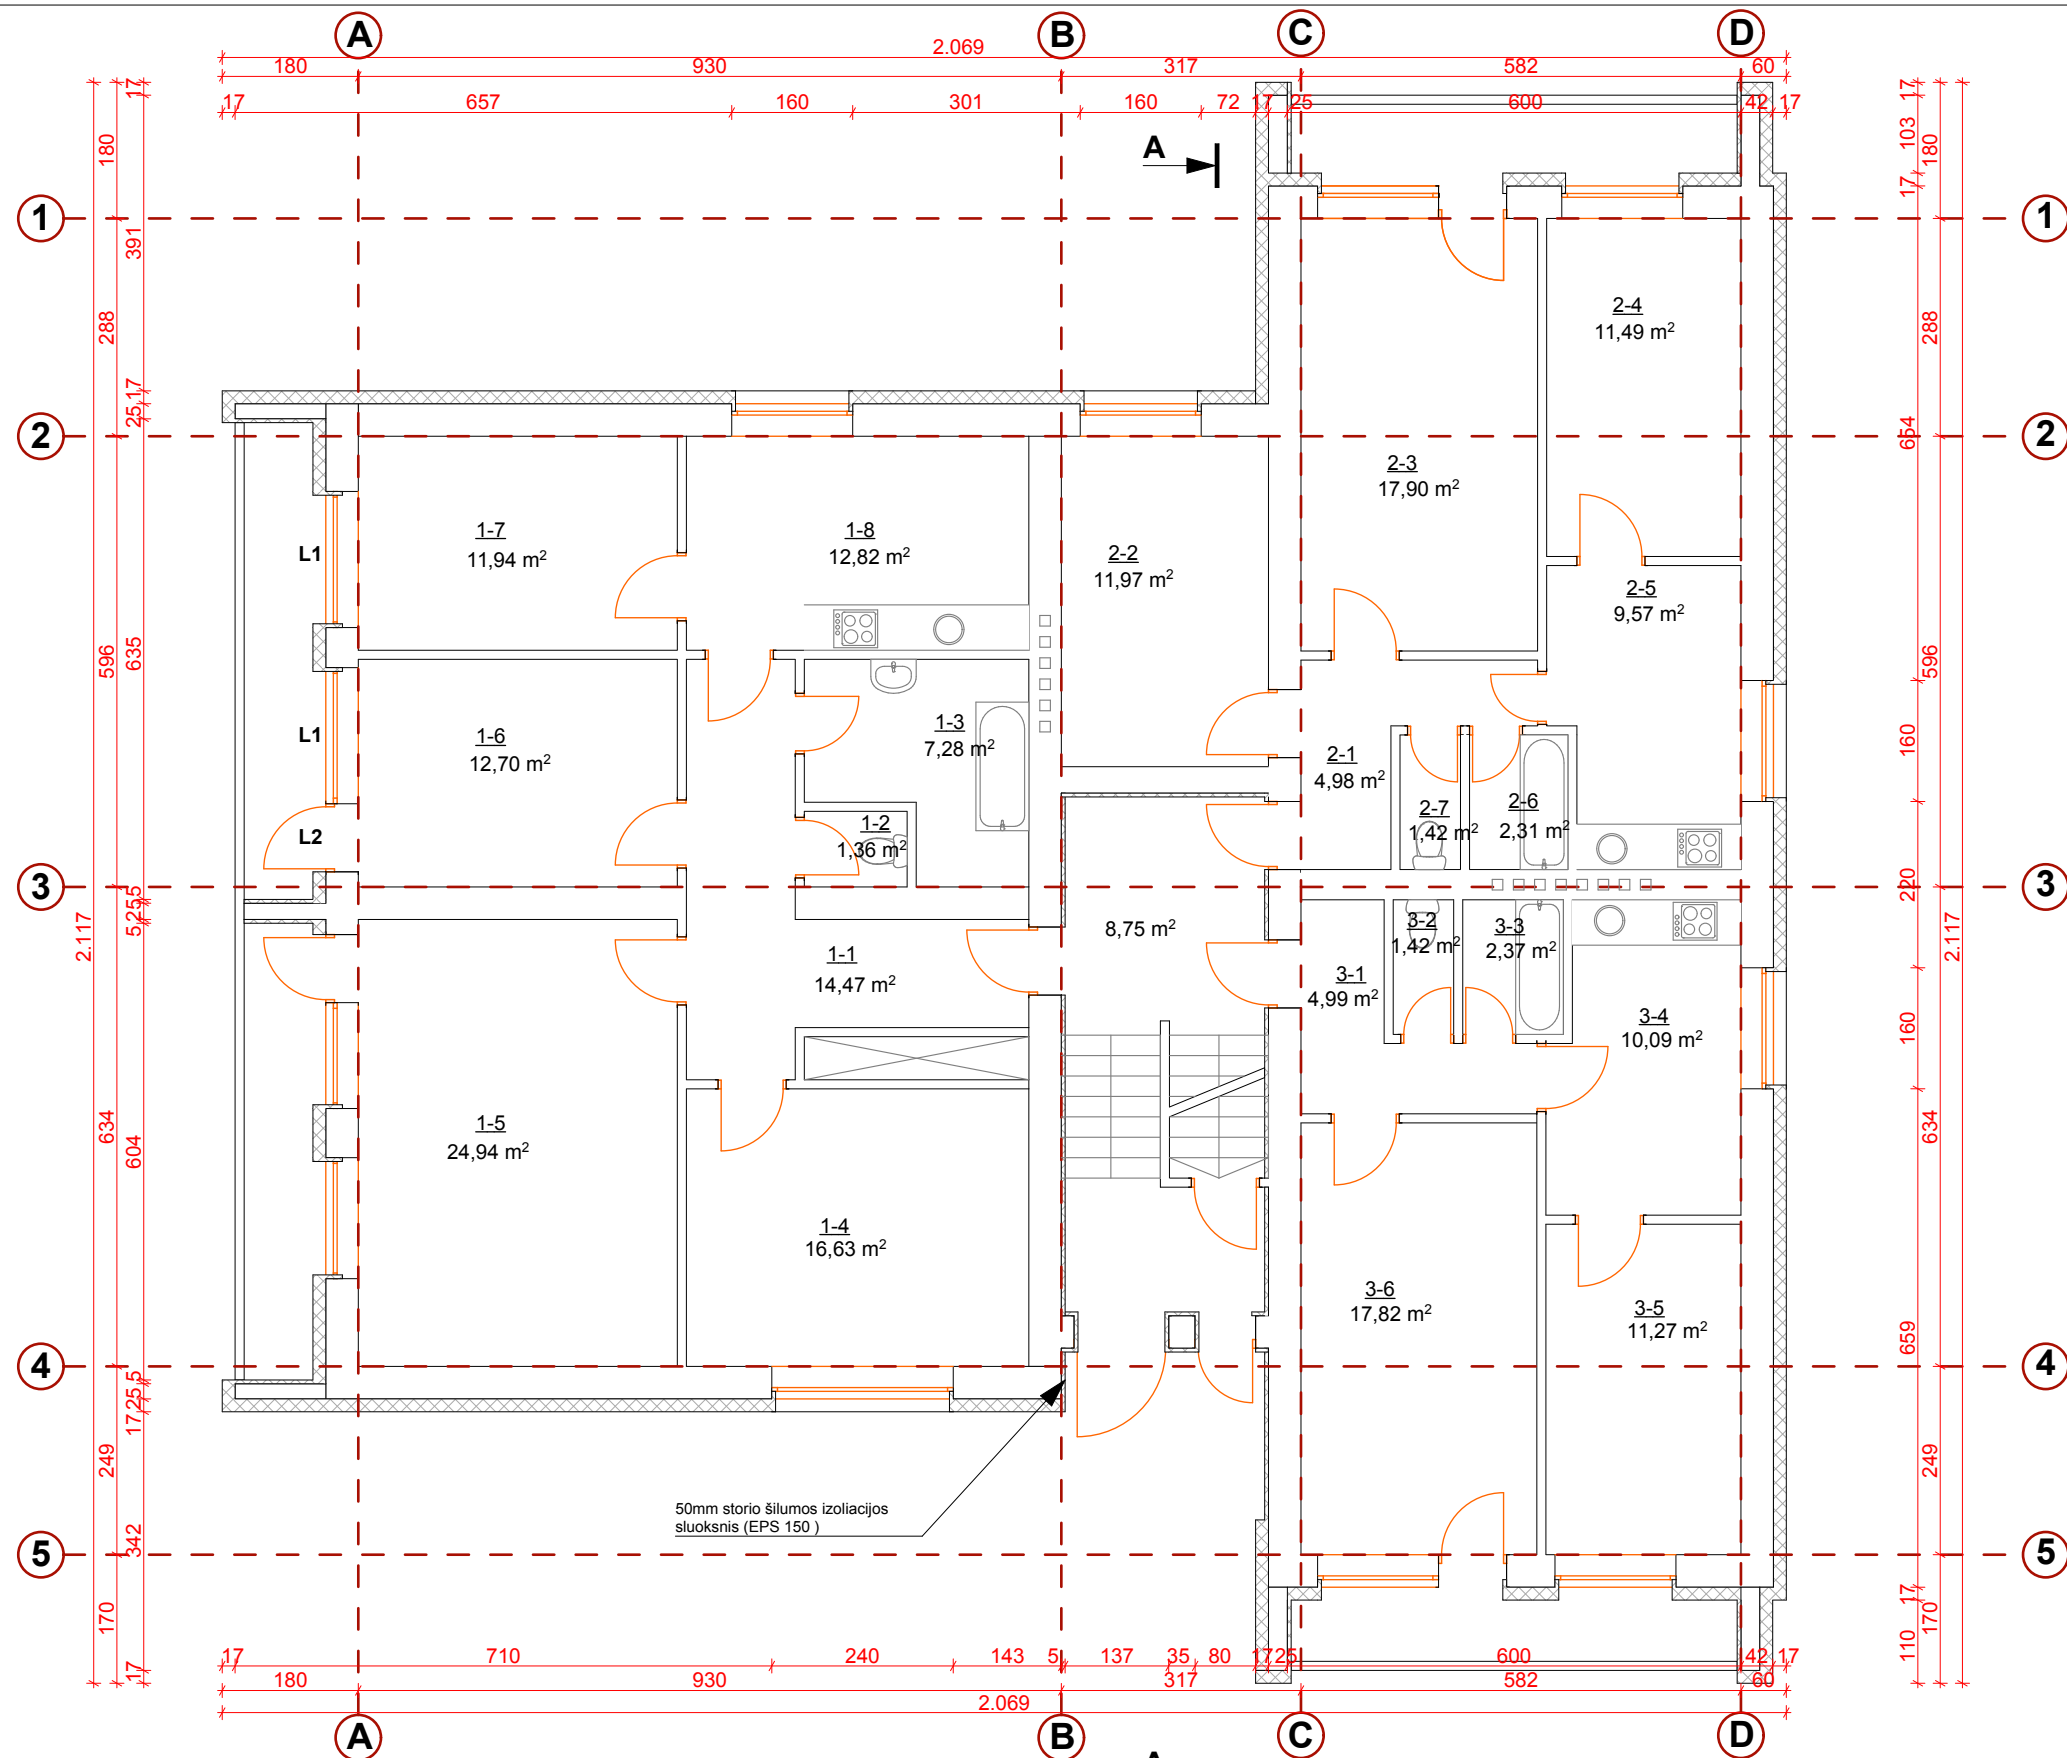 A
B
C
D
2.069
180 930 317 582 60
17 657 160 301 160 72 17 25 600 42 17
A
1
1
2
2
3
3
4
4
5
5
17
180
391
288
17
25
596
635
5
25
5
2.117
634
604
5
25
17
249
342
170
17
17
103
180
17
288
654
596
160
220
2.117
160
634
659
249
17
170
110
2-4
11,49 m²
2-3
17,90 m²
1-7
11,94 m²
1-8
12,82 m²
2-2
11,97 m²
2-5
9,57 m²
L1
L1
L2
1-6
12,70 m²
1-3
7,28 m²
1-2
1,36 m²
2-1
4,98 m²
2-7
1,42 m²
2-6
2,31 m²
8,75 m²
3-2
1,42 m²
3-3
2,37 m²
3-1
4,99 m²
1-1
14,47 m²
3-4
10,09 m²
1-5
24,94 m²
1-4
16,63 m²
3-6
17,82 m²
3-5
11,27 m²
50mm storio šilumos izoliacijos
sluoksnis (EPS 150 )
17 710 240 143 5 137 35 80 17 25 600 42 17
180 930 317 582 60
2.069
A
B
C
D
A